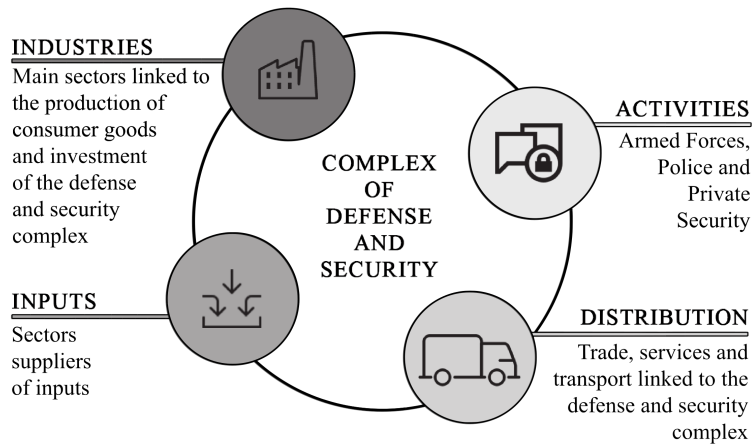 INDUSTRIES
Main sectors linked to
the production of
consumer goods
and investment
of the defense
and security
complex
ACTIVITIES
Armed Forces,
Police and
Private
Security
COMPLEX
OF
DEFENSE
AND
SECURITY
INPUTS
Sectors
suppliers
of inputs
DISTRIBUTION
Trade, services and
transport linked to the
defense and security
complex